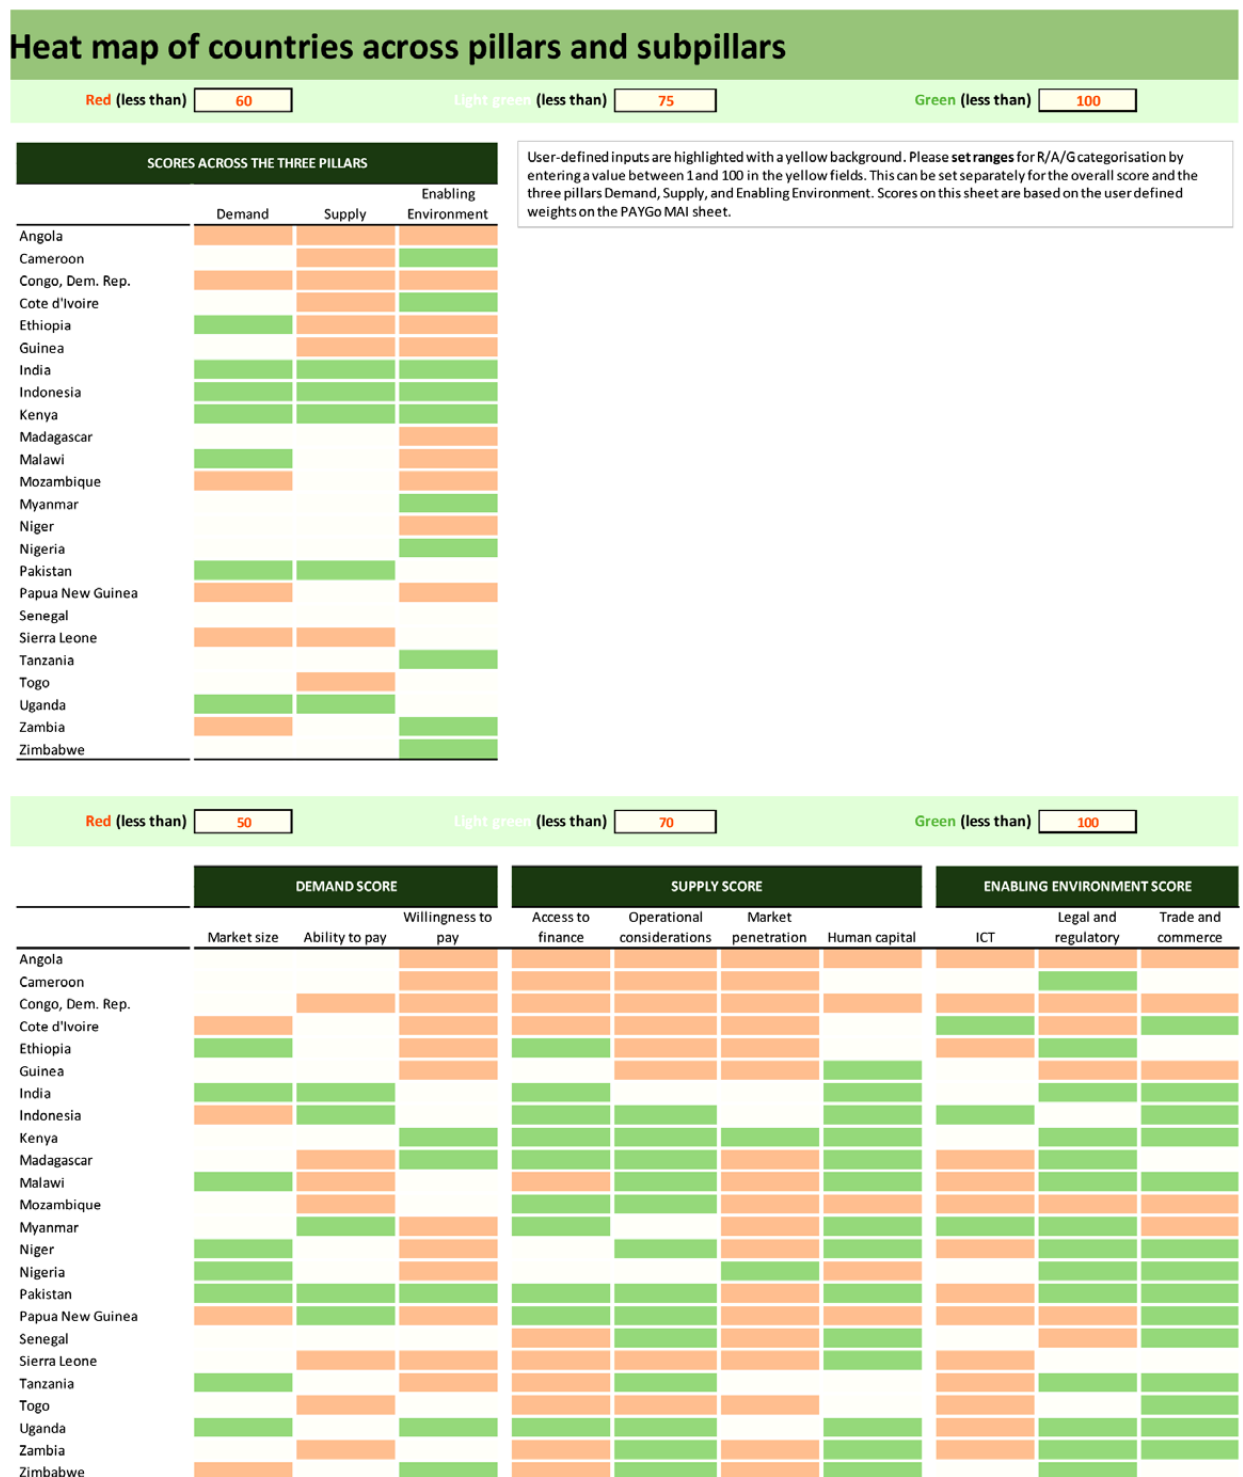 Heat map of countries across pillars and subpillars
Red (less than) 60 Light green (less than) 75 Green (less than) 100
SCORES ACROSS THE THREE PILLARS
User-defined inputs are highlighted with a yellow background. Please set ranges for R/A/G categorisation by
entering a value between 1 and 100 in the yellow fields. This can be set separately for the overall score and the
three pillars Demand, Supply, and Enabling Environment. Scores on this sheet are based on the user defined
weights on the PAYGo MAI sheet.
Enabling
Demand Supply Environment
Angola
Cameroon
Congo, Dem. Rep.
Cote d'Ivoire
Ethiopia
Guinea
India
Indonesia
Kenya
Madagascar
Malawi
Mozambique
Myanmar
Niger
Nigeria
Pakistan
Papua New Guinea
Senegal
Sierra Leone
Tanzania
Togo
Uganda
Zambia
Zimbabwe
Red (less than) 50 Light green (less than) 70 Green (less than) 100
DEMAND SCORE SUPPLY SCORE ENABLING ENVIRONMENT SCORE
Willingness to Access to Operational Market Legal and Trade and
Market size Ability to pay pay finance considerations penetration Human capital ICT regulatory commerce
Angola
Cameroon
Congo, Dem. Rep.
Cote d'Ivoire
Ethiopia
Guinea
India
Indonesia
Kenya
Madagascar
Malawi
Mozambique
Myanmar
Niger
Nigeria
Pakistan
Papua New Guinea
Senegal
Sierra Leone
Tanzania
Togo
Uganda
Zambia
Zimbabwe